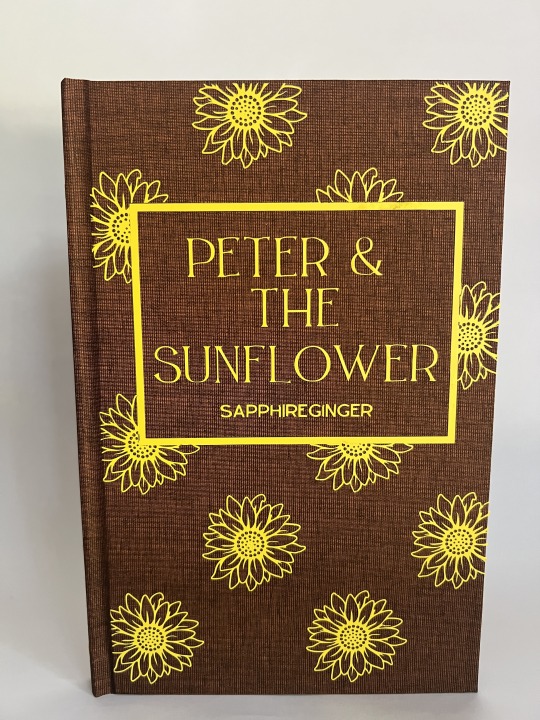 PETER &
THE
SUNFLOWER
SAPPHIREGINGER